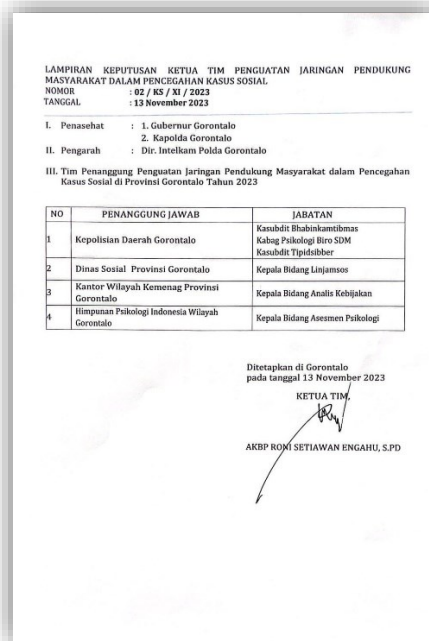 LAMPIRAN KEPUTUSAN KETUA TIM PENGUATAN JARINGAN PENDUKUNG
MASYARAKAT DALAM PENCEGAHAN KASUS SOSIAL
NOMOR : 02 / KS / XI / 2023
TANGGAL : 13 November 2023
I. Penasehat : 1. Gubernur Gorontalo
2. Kapolda Gorontalo
II. Pengarah : Dir. Intelkam Polda Gorontalo
III. Tim Penanggung Penguatan Jaringan Pendukung Masyarakat dalam Pencegahan
Kasus Sosial di Provinsi Gorontalo Tahun 2023
NO PENANGGUNG JAWAB JABATAN
1 Kepolisian Daerah Gorontalo Kasubdit Bhabinkamtibmas
Kabag Psikologi Biro SDM
Kasubdit Tipidsibber
2 Dinas Sosial Provinsi Gorontalo Kepala Bidang Linjamsos
3 Kantor Wilayah Kemenag Provinsi
Gorontalo Kepala Bidang Analis Kebijakan
4 Himpunan Psikologi Indonesia Wilayah
Gorontalo Kepala Bidang Asesmen Psikologi
Ditetapkan di Gorontalo
pada tanggal 13 November 2023
KETUA TIM,
AKBP RONI SETIAWAN ENGAHU, S.PD